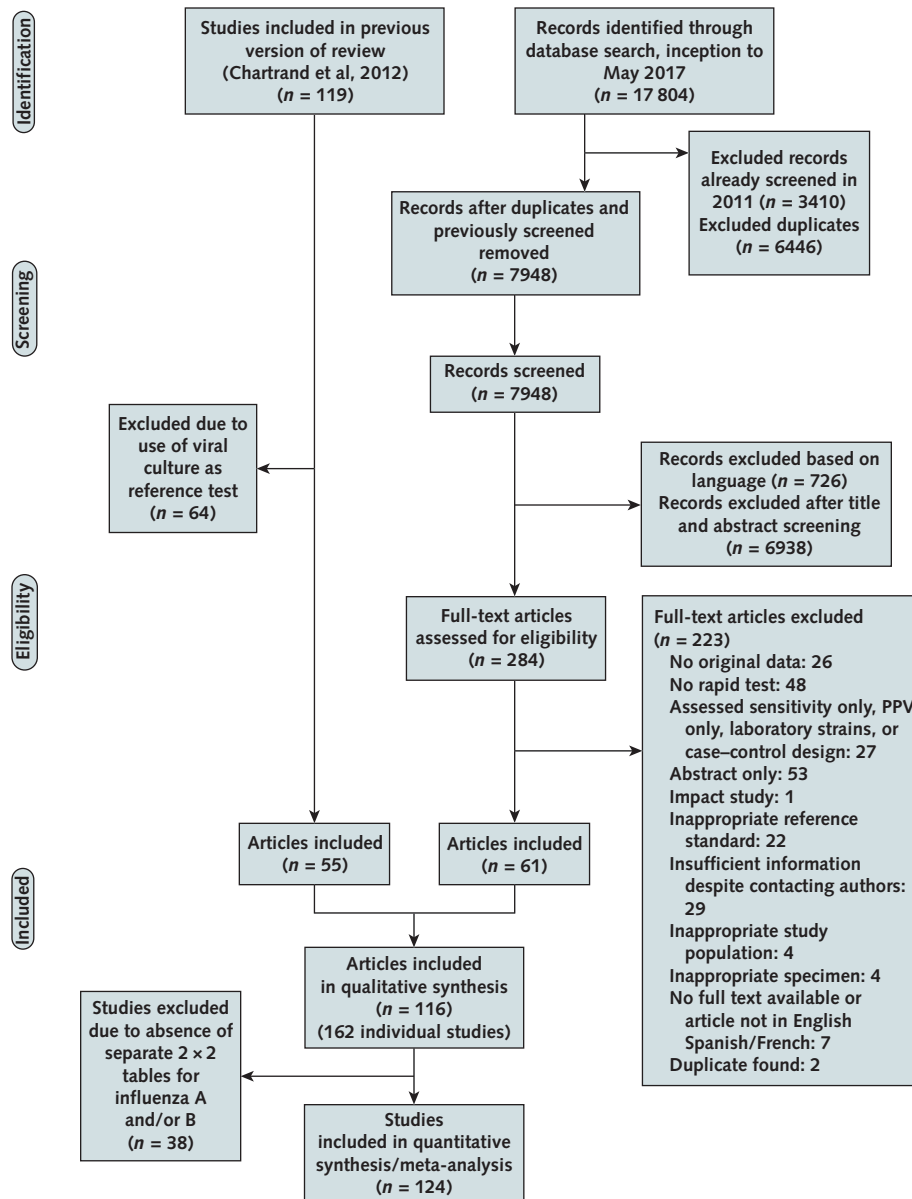 Identification
Studies included in previous
version of review
(Chartrand et al, 2012)
(n = 119)
Records identified through
database search, inception to
May 2017
(n = 17 804)
Excluded records
already screened in
2011 (n = 3410)
Excluded duplicates
(n = 6446)
Records after duplicates and
previously screened
removed
(n = 7948)
Screening
Records screened
(n = 7948)
Excluded due to
use of viral
culture as
reference test
(n = 64)
Records excluded based on
language (n = 726)
Records excluded after title
and abstract screening
(n = 6938)
Eligibility
Full-text articles
assessed for eligibility
(n = 284)
Full-text articles excluded
(n = 223)
No original data: 26
No rapid test: 48
Assessed sensitivity only, PPV
only, laboratory strains, or
case–control design: 27
Abstract only: 53
Impact study: 1
Inappropriate reference
standard: 22
Insufficient information
despite contacting authors:
29
Inappropriate study
population: 4
Inappropriate specimen: 4
No full text available or
article not in English
Spanish/French: 7
Duplicate found: 2
Articles included
(n = 55)
Articles included
(n = 61)
Included
Articles included
in qualitative synthesis
(n = 116)
(162 individual studies)
Studies excluded
due to absence of
separate 2 × 2
tables for
influenza A
and/or B
(n = 38)
Studies
included in quantitative
synthesis/meta-analysis
(n = 124)